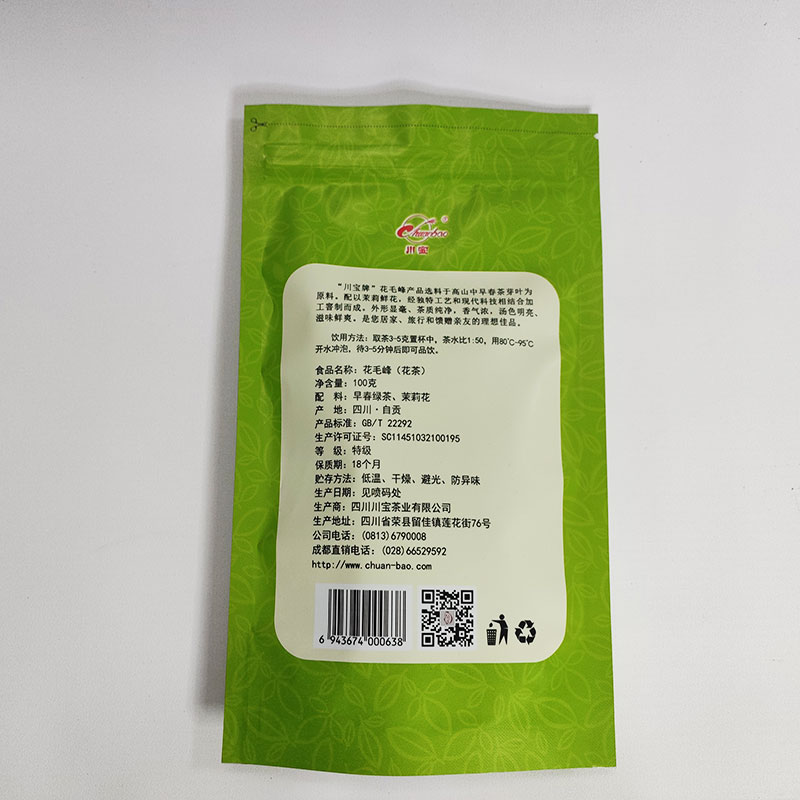 Chuanbao
®
川宝
“川宝牌”花毛峰产品选料于高山中早春茶芽叶为
原料。配以茉莉鲜花，经独特工艺和现代科技相结合加
工窨制而成。外形显毫、茶质纯净，香气浓，汤色明亮、
滋味鲜爽。是您居家、旅行和馈赠亲友的理想佳品。
饮用方法：取茶3-5克置杯中，茶水比1:50，用80℃-95℃
开水冲泡，待3-5分钟后即可品饮。
食品名称：花毛峰（花茶）
净含量：100克
配 料：早春绿茶、茉莉花
产 地：四川·自贡
产品标准：GB/T 22292
生产许可证号：SC11451032100195
等 级：特级
保质期：18个月
贮存方法：低温、干燥、避光、防异味
生产日期：见喷码处
生产商：四川川宝茶业有限公司
生产地址：四川省荣县留佳镇莲花街76号
公司电话：(0813)6790008
成都直销电话：(028)66529592
http://www.chuan-bao.com
6 943674 000638